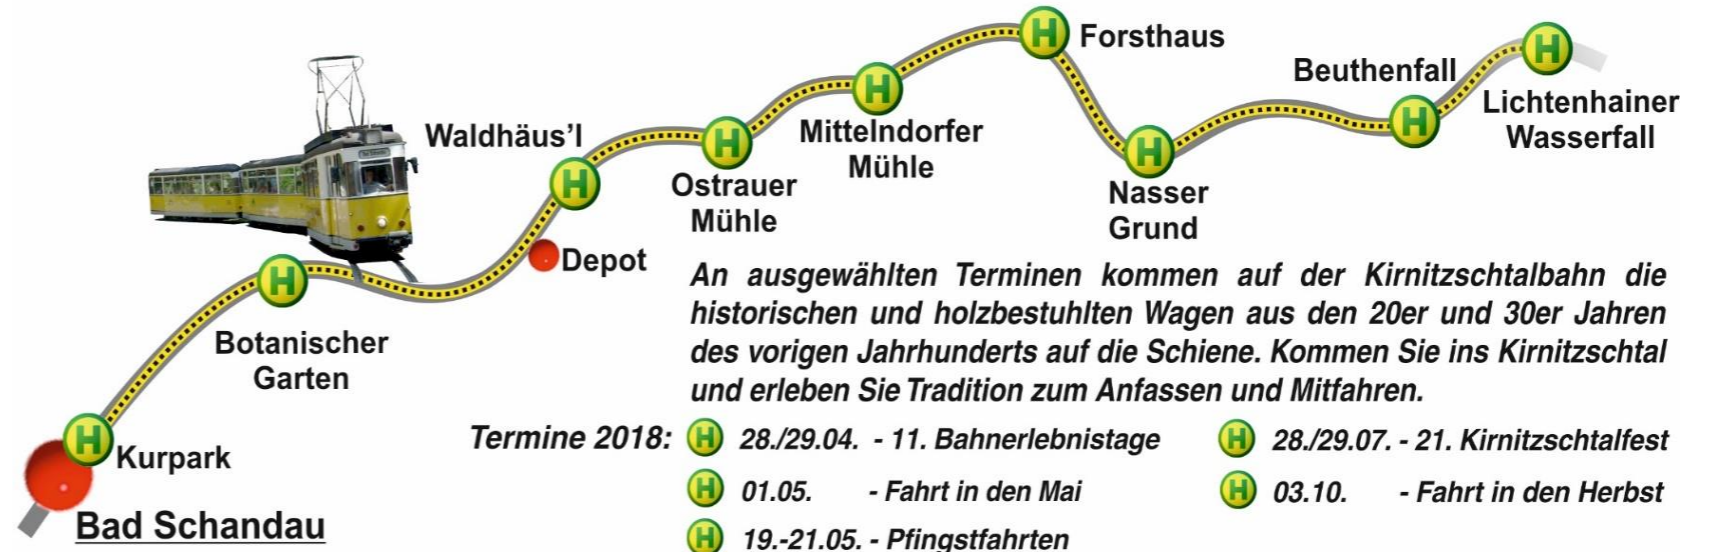 Forsthaus
Beuthenfall
Lichtenhainer
Wasserfall
Waldhäus'l
Mittelndorfer
Mühle
Ostrauer
Mühle
Nasser
Grund
Depot
Botanischer
Garten
Kurpark
Bad Schandau
An ausgewählten Terminen kommen auf der Kirnitzschtalbahn die
historischen und holzbestuhlten Wagen aus den 20er und 30er Jahren
des vorigen Jahrhunderts auf die Schiene. Kommen Sie ins Kirnitzschtal
und erleben Sie Tradition zum Anfassen und Mitfahren.
Termine 2018: H 28./29.04. - 11. Bahnerlebnistage
H 01.05. - Fahrt in den Mai
H 19.-21.05. - Pfingstfahrten
H 28./29.07. - 21. Kirnitzschtalfest
H 03.10. - Fahrt in den Herbst
H
H
H
H
H
H
H
H
H